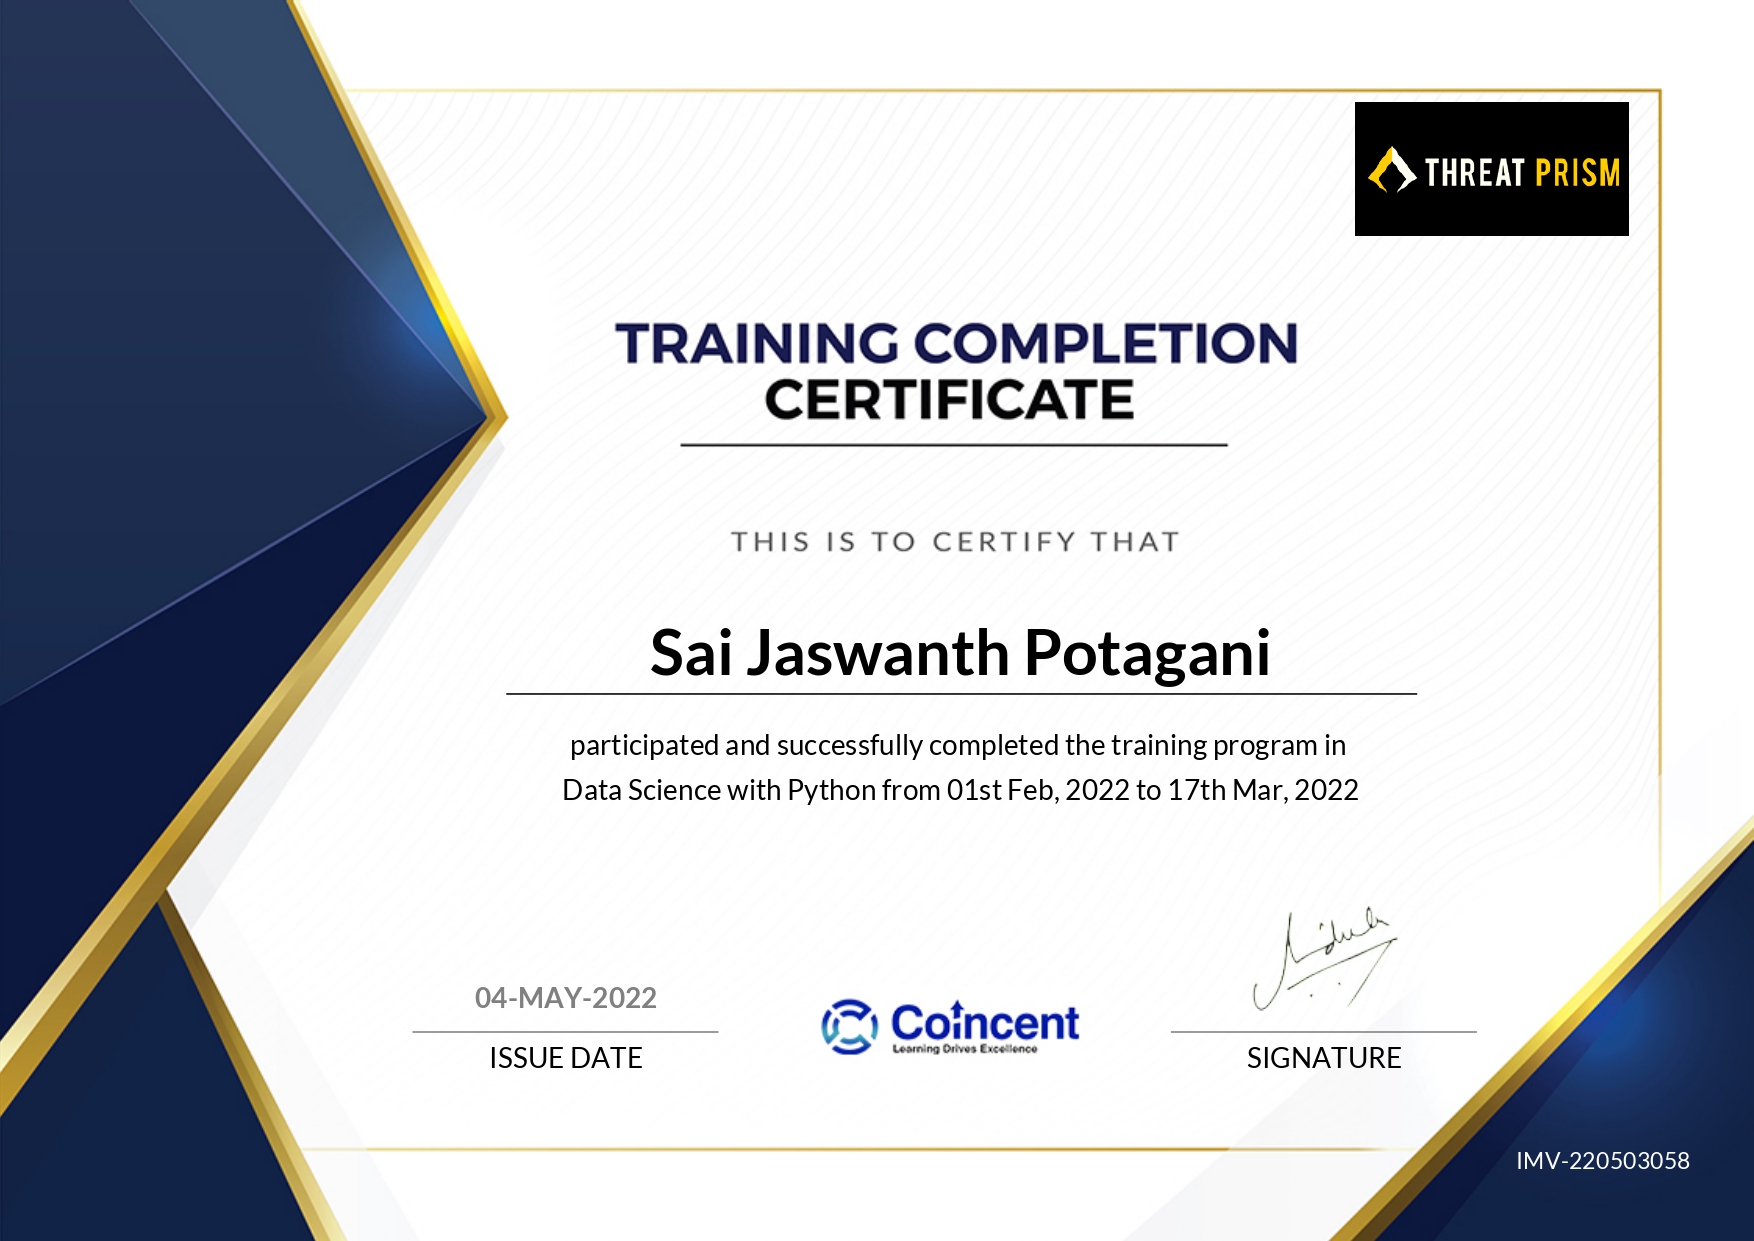 THREAT PRISM
TRAINING COMPLETION
CERTIFICATE
THIS IS TO CERTIFY THAT
Sai Jaswanth Potagani
participated and successfully completed the training program in
Data Science with Python from 01st Feb, 2022 to 17th Mar, 2022
04-MAY-2022
ISSUE DATE
Coincent
Learning Drives Excellence
SIGNATURE
IMV-220503058